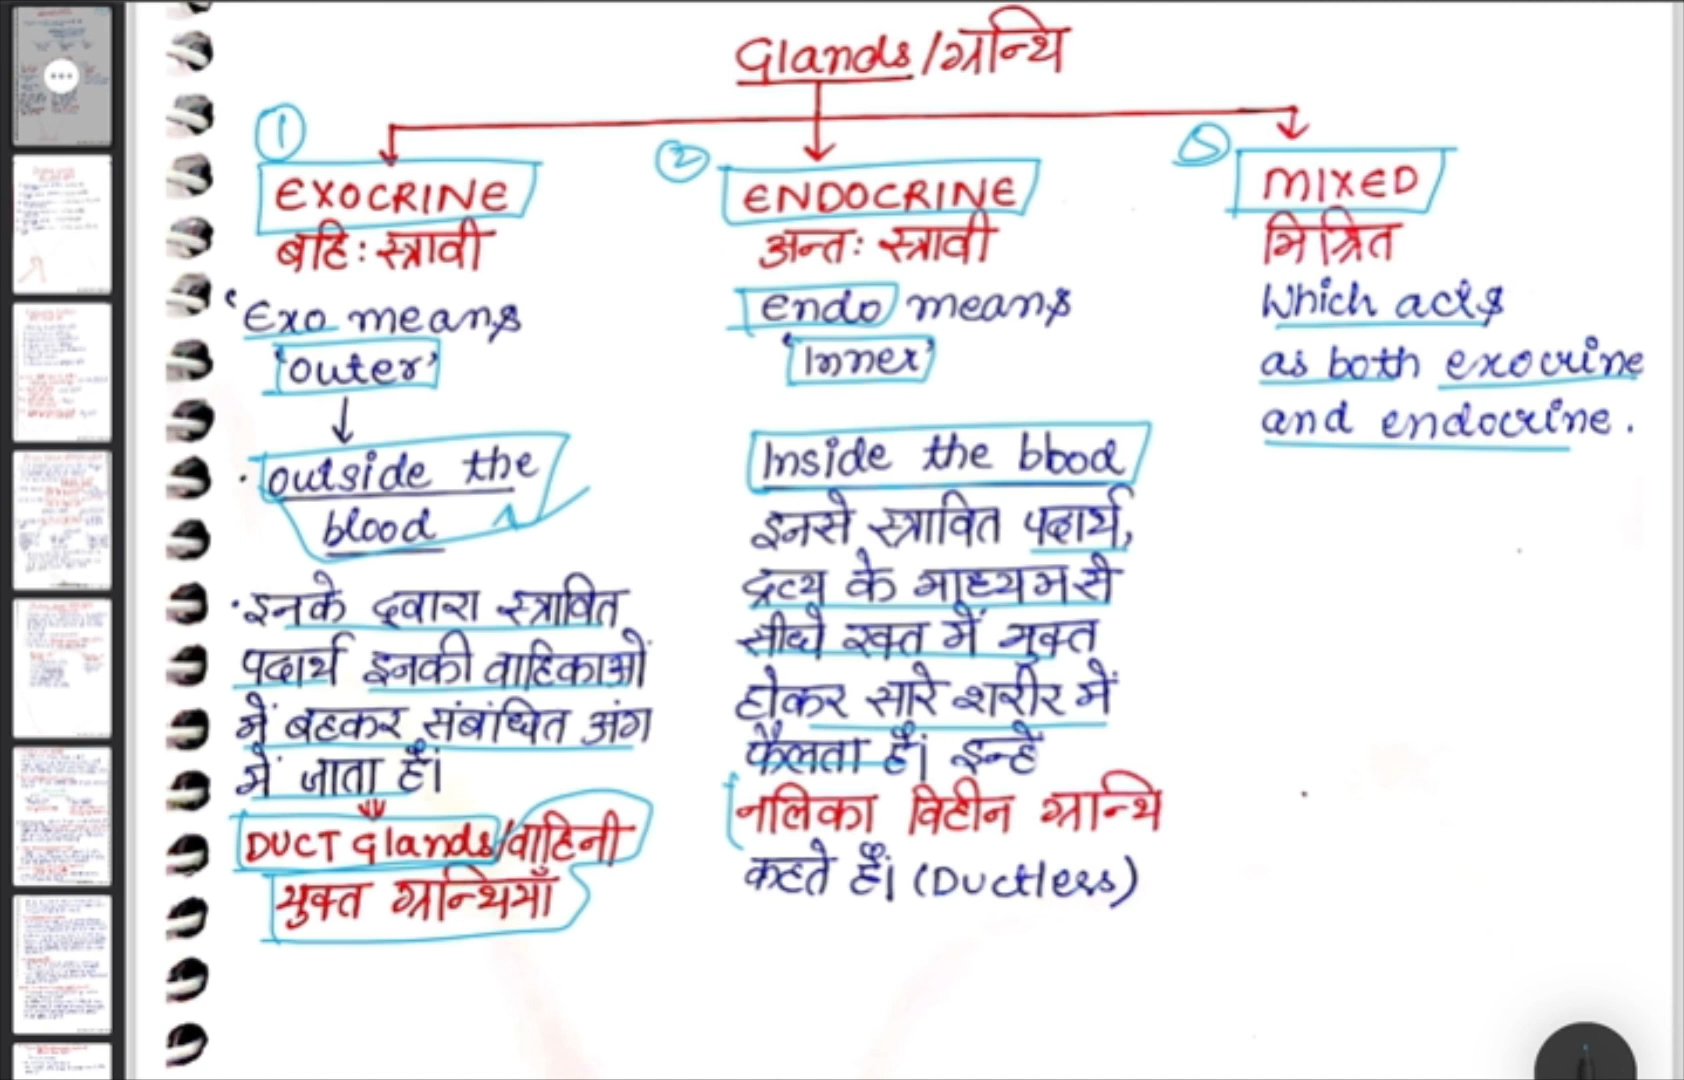 Glands/ग्रन्थि
①
EXOCRINE
बहि: स्त्रावी
'Exo means
'outer'
• outside the
blood
• इनके द्वारा स्त्रावित
पदार्थ इनकी वाहिकाओं
में बहकर संबंधित अंग
में जाता है।
DUCT Glands/वाहिनी
युक्त ग्रन्थियाँ
②
ENDOCRINE
अन्त: स्त्रावी
Endo means
'Inner'
Inside the blood
इनसे स्त्रावित पदार्थ,
द्रव्य के माध्यम से
सीधे रक्त में मुक्त
होकर सारे शरीर में
फैलता है। इन्हें
नलिका विहीन ग्रन्थि
कहते हैं। (Ductless)
MIXED
मिश्रित
Which acts
as both exocrine
and endocrine.